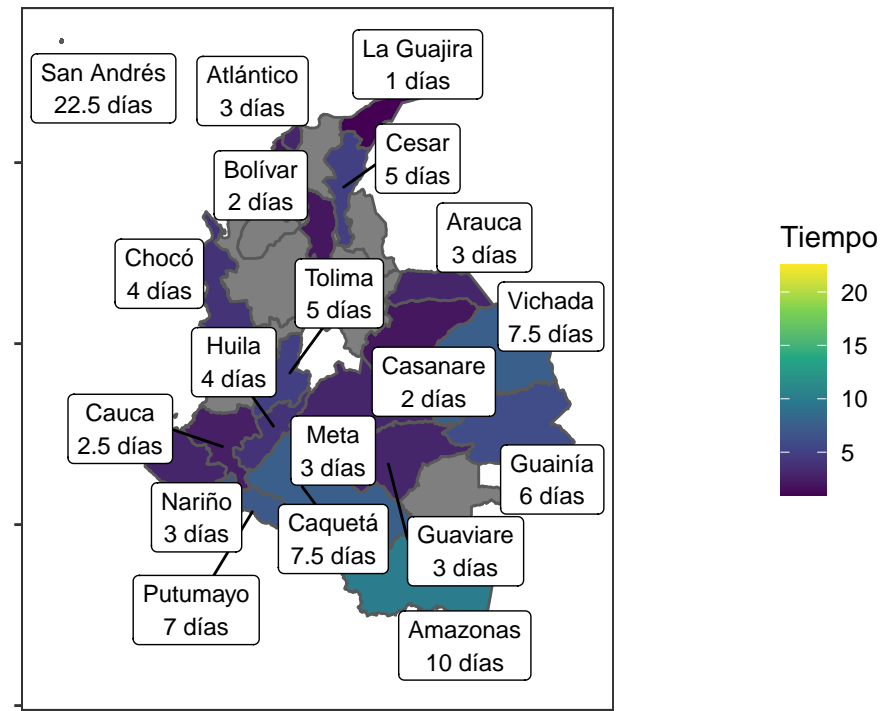 La Guajira
1 días
San Andrés
22.5 días
Atlántico
3 días
Cesar
5 días
Bolívar
2 días
Arauca
3 días
Chocó
4 días
Tolima
5 días
Vichada
7.5 días
Huila
4 días
Casanare
2 días
Cauca
2.5 días
Meta
3 días
Guainía
6 días
Nariño
3 días
Caquetá
7.5 días
Guaviare
3 días
Putumayo
7 días
Amazonas
10 días
Tiempo
20
15
10
5